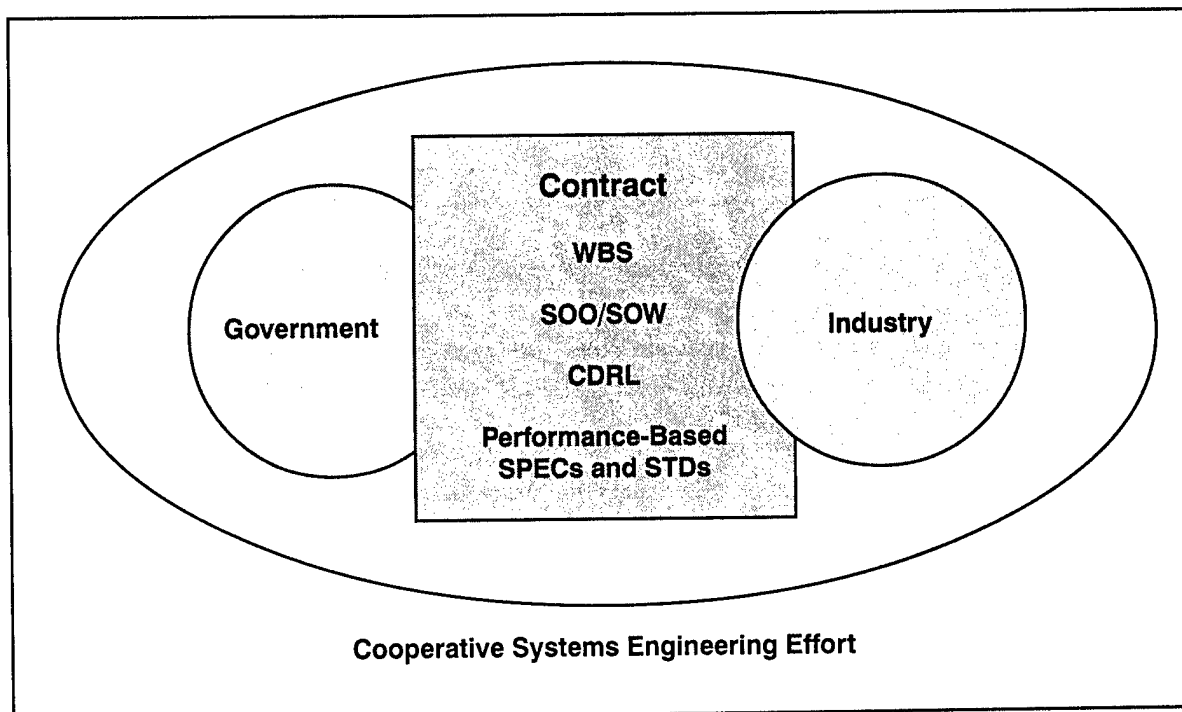 Contract
WBS
SOO/SOW
CDRL
Performance-Based
SPECs and STDs
Government
Industry
Cooperative Systems Engineering Effort